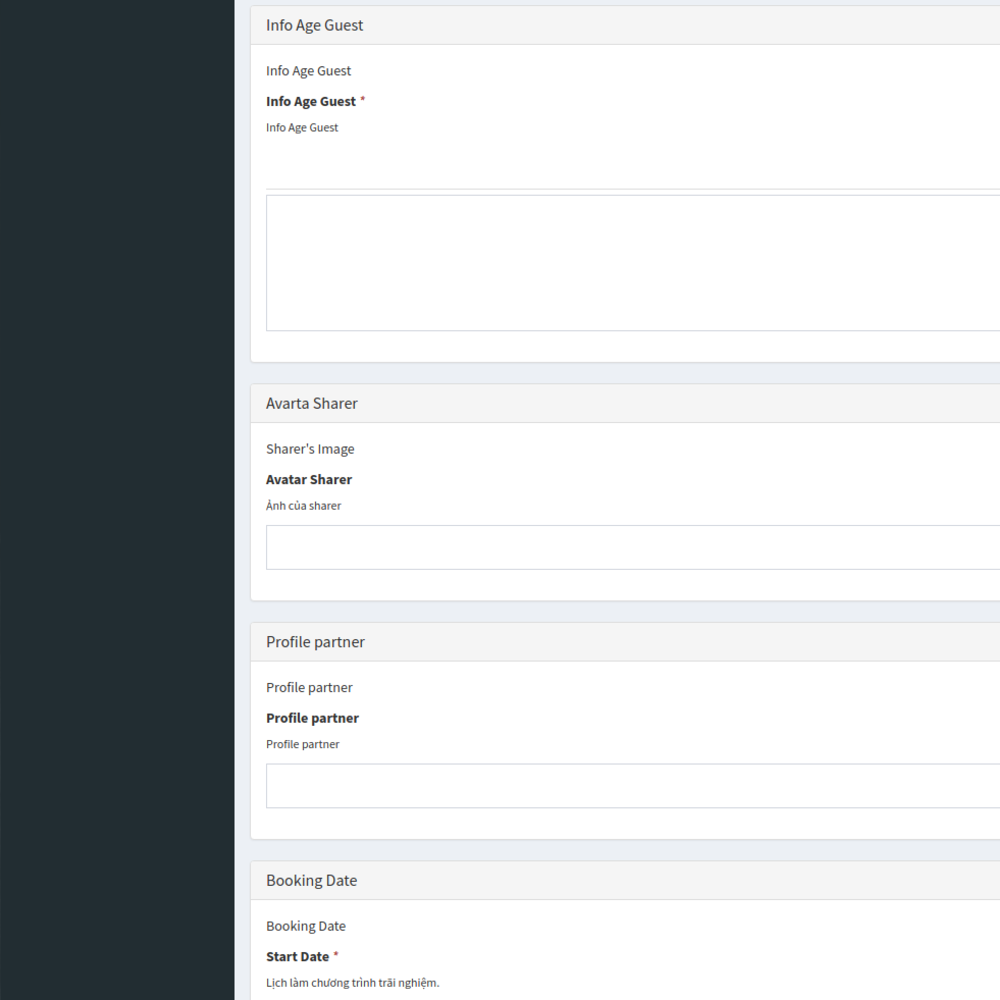 Info Age Guest
Info Age Guest
Info Age Guest *
Info Age Guest
Avarta Sharer
Sharer's Image
Avatar Sharer
Ảnh của sharer
Profile partner
Profile partner
Profile partner
Profile partner
Booking Date
Booking Date
Start Date *
Lịch làm chương trình trãi nghiệm.